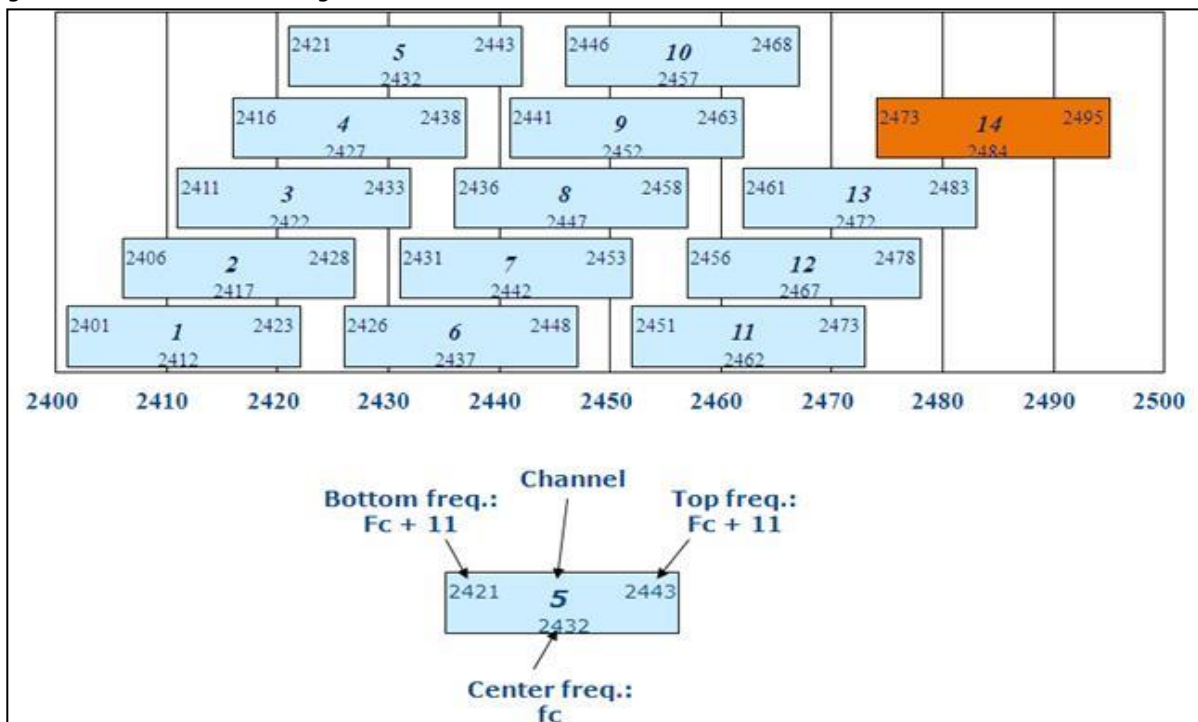 2421 5 2443 2446 10 2468
2432 2457
2416 4 2438 2441 9 2463 2473 14 2495
2427 2452 2484
2411 3 2433 2436 8 2458 2461 13 2483
2422 2447 2472
2406 2 2428 2431 7 2453 2456 12 2478
2417 2442 2467
2401 1 2423 2426 6 2448 2451 11 2473
2412 2437 2462
2400 2410 2420 2430 2440 2450 2460 2470 2480 2490 2500
Channel
Bottom freq.: Top freq.:
Fc + 11 Fc + 11
2421 5 2443
2432
Center freq.:
fc